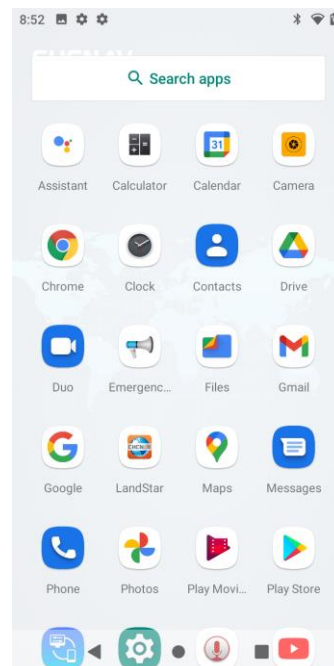 8:52
Search apps
Assistant Calculator Calendar Camera
Chrome Clock Contacts Drive
Duo Emergenc... Files Gmail
Google LandStar Maps Messages
Phone Photos Play Movi... Play Store